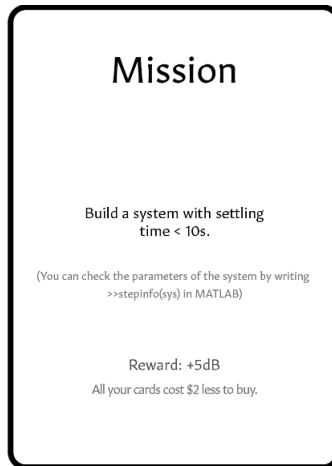 Mission
Build a system with settling
time < 10s.
(You can check the parameters of the system by writing
>>stepinfo(sys) in MATLAB)
Reward: +5dB
All your cards cost $2 less to buy.